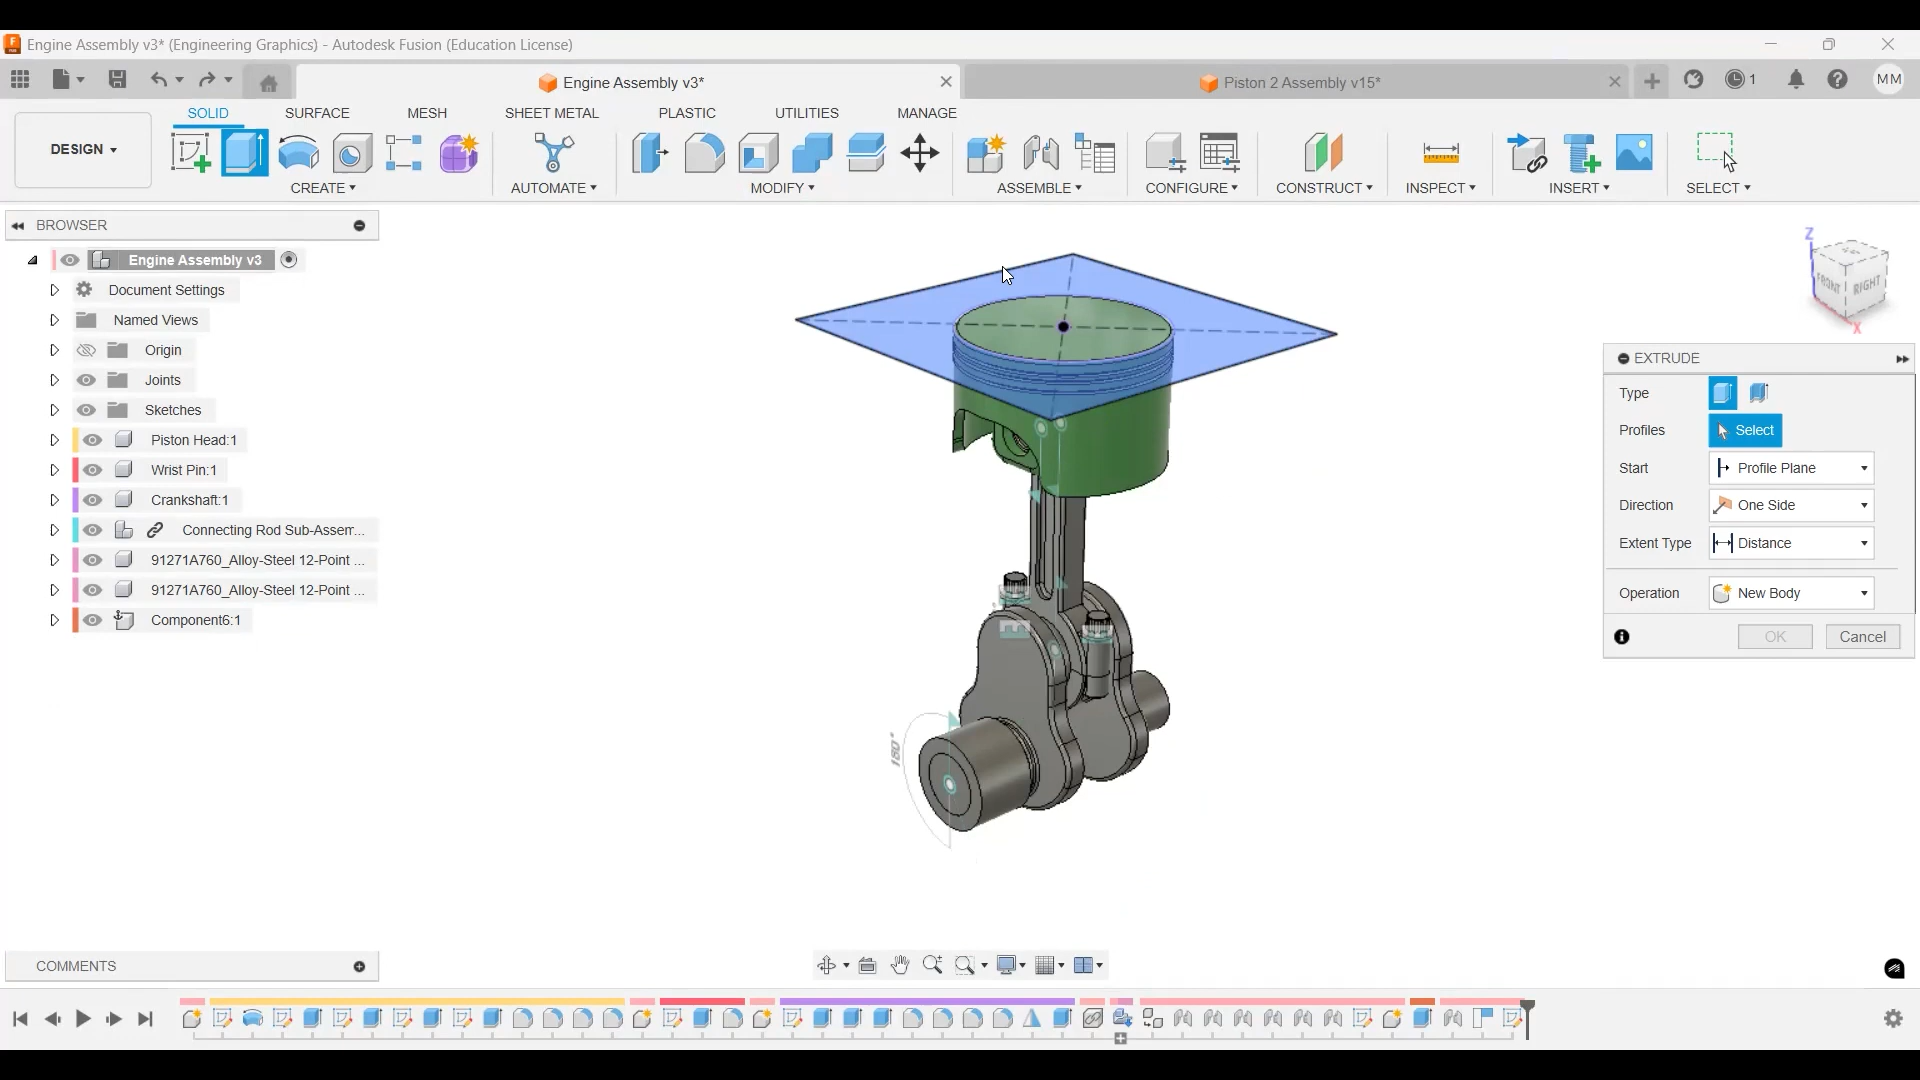 Engine Assembly v3* (Engineering Graphics) - Autodesk Fusion (Education License)
Engine Assembly v3*
Piston 2 Assembly v15*
1
MM
DESIGN
SOLID
SURFACE
MESH
SHEET METAL
PLASTIC
UTILITIES
MANAGE
CREATE
AUTOMATE
MODIFY
ASSEMBLE
CONFIGURE
CONSTRUCT
INSPECT
INSERT
SELECT
BROWSER
Engine Assembly v3
Document Settings
Named Views
Origin
Joints
Sketches
Piston Head:1
Wrist Pin:1
Crankshaft:1
Connecting Rod Sub-Assem...
91271A760_Alloy-Steel 12-Point ...
91271A760_Alloy-Steel 12-Point ...
Component6:1
180°
Z
FRONT
RIGHT
X
EXTRUDE
Type
Profiles
Select
Start
Profile Plane
Direction
One Side
Extent Type
Distance
Operation
New Body
OK
Cancel
COMMENTS